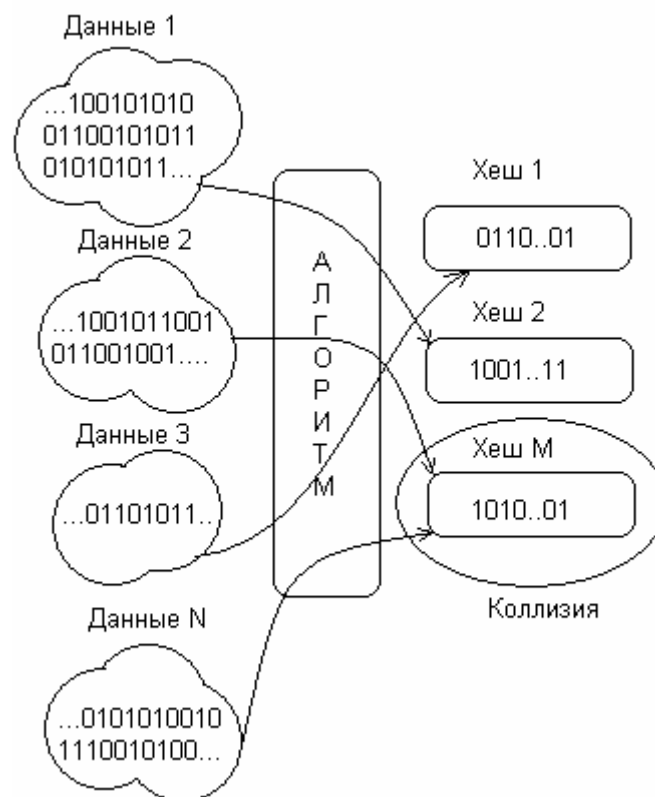 Данные 1
...100101010
01100101011
010101011...
Данные 2
...1001011001
011001001....
Данные 3
...01101011..
Данные N
...0101010010
1110010100...
АЛГОРИТМ
Хеш 1
0110..01
Хеш 2
1001..11
Хеш M
1010..01
Коллизия